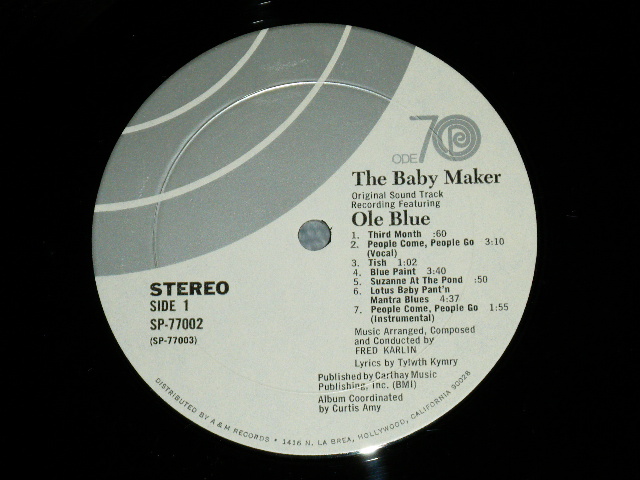 ODE 70
The Baby Maker
Original Sound Track
Recording Featuring
Ole Blue
1. Third Month :60
2. People Come, People Go 3:10
(Vocal)
3. Tish 1:02
4. Blue Paint 3:40
5. Suzanne At The Pond :50
6. Lotus Baby Pant'n
Mantra Blues 4:37
7. People Come, People Go 1:55
(Instrumental)
Music Arranged, Composed
and Conducted by
FRED KARLIN
Lyrics by Tylwth Kymry
Published by Carthay Music
Publishing, Inc. (BMI)
Album Coordinated
by Curtis Amy
STEREO
SIDE 1
SP-77002
(SP-77003)
DISTRIBUTED BY A & M RECORDS • 1416 N. LA BREA, HOLLYWOOD, CALIFORNIA 90028